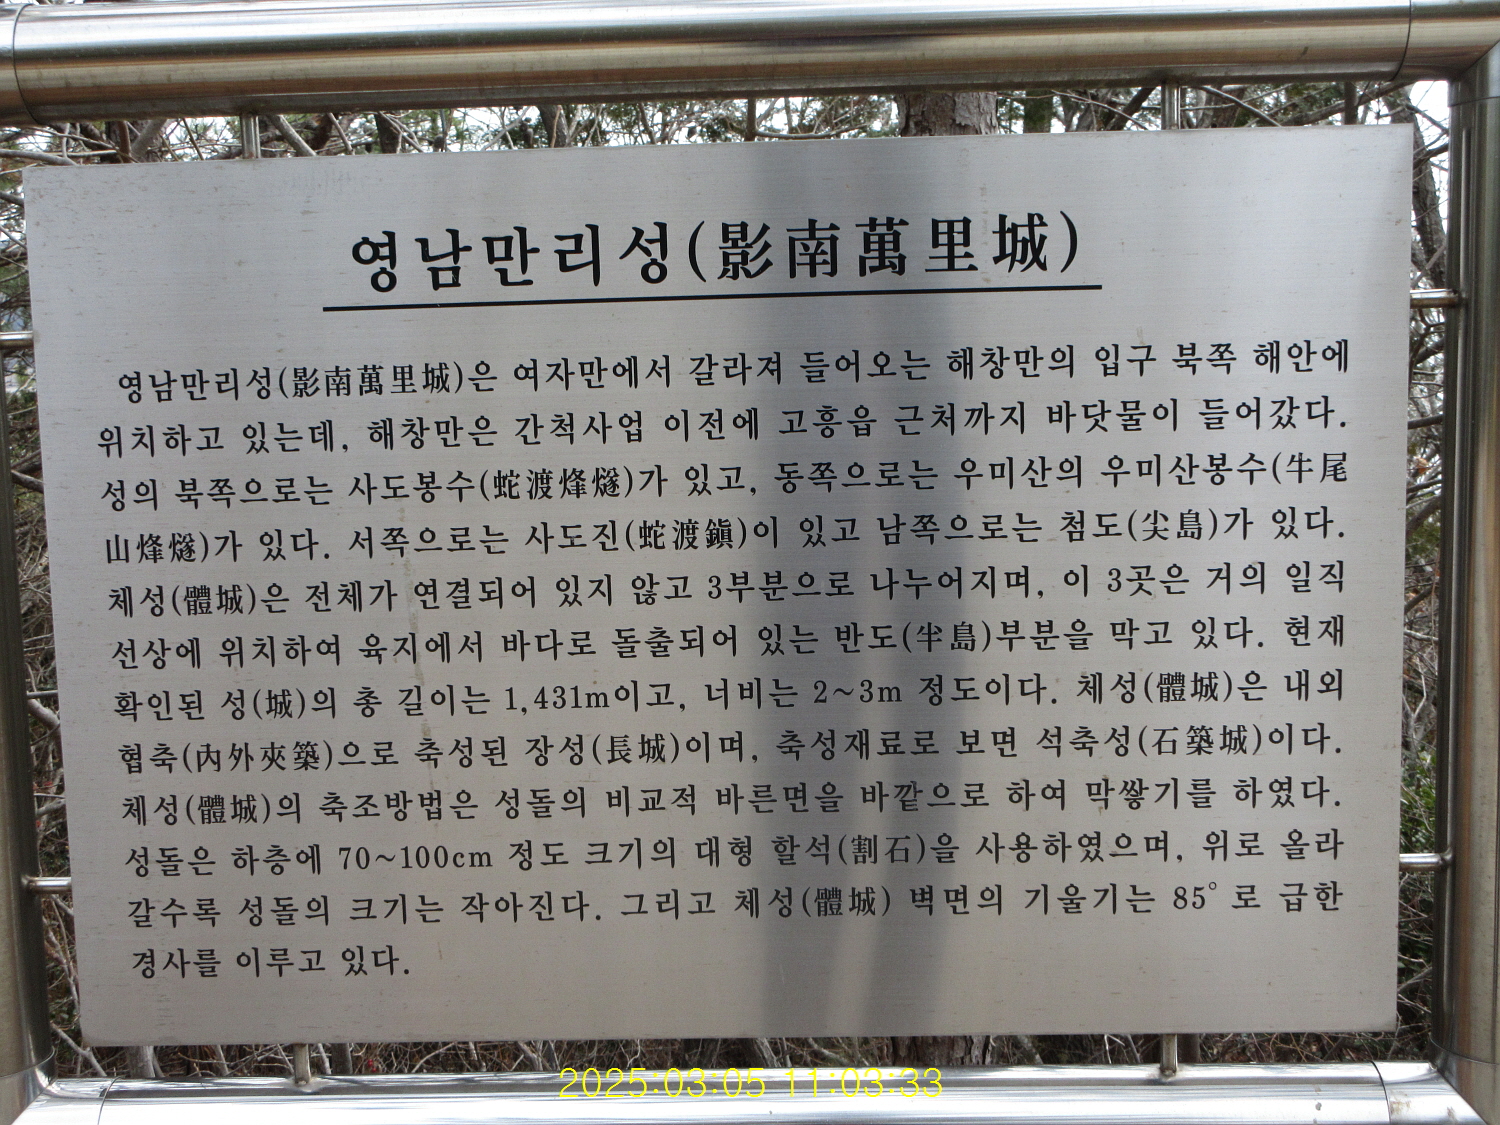 영남만리성(影南萬里城)
영남만리성(影南萬里城)은 여자만에서 갈라져 들어오는 해창만의 입구 북쪽 해안에
위치하고 있는데, 해창만은 간척사업 이전에 고흥읍 근처까지 바닷물이 들어갔다.
성의 북쪽으로는 사도봉수(蛇渡烽燧)가 있고, 동쪽으로는 우미산의 우미산봉수(牛尾
山烽燧)가 있다. 서쪽으로는 사도진(蛇渡鎭)이 있고 남쪽으로는 첨도(尖島)가 있다.
체성(體城)은 전체가 연결되어 있지 않고 3부분으로 나누어지며, 이 3곳은 거의 일직
선상에 위치하여 육지에서 바다로 돌출되어 있는 반도(半島)부분을 막고 있다. 현재
확인된 성(城)의 총 길이는 1,431m이고, 너비는 2~3m 정도이다. 체성(體城)은 내외
협축(內外夾築)으로 축성된 장성(長城)이며, 축성재료로 보면 석축성(石築城)이다.
체성(體城)의 축조방법은 성돌의 비교적 바른면을 바깥으로 하여 막쌓기를 하였다.
성돌은 하층에 70~100cm 정도 크기의 대형 할석(割石)을 사용하였으며, 위로 올라
갈수록 성돌의 크기는 작아진다. 그리고 체성(體城) 벽면의 기울기는 85˚ 로 급한
경사를 이루고 있다.
2025:03:05 11:03:33